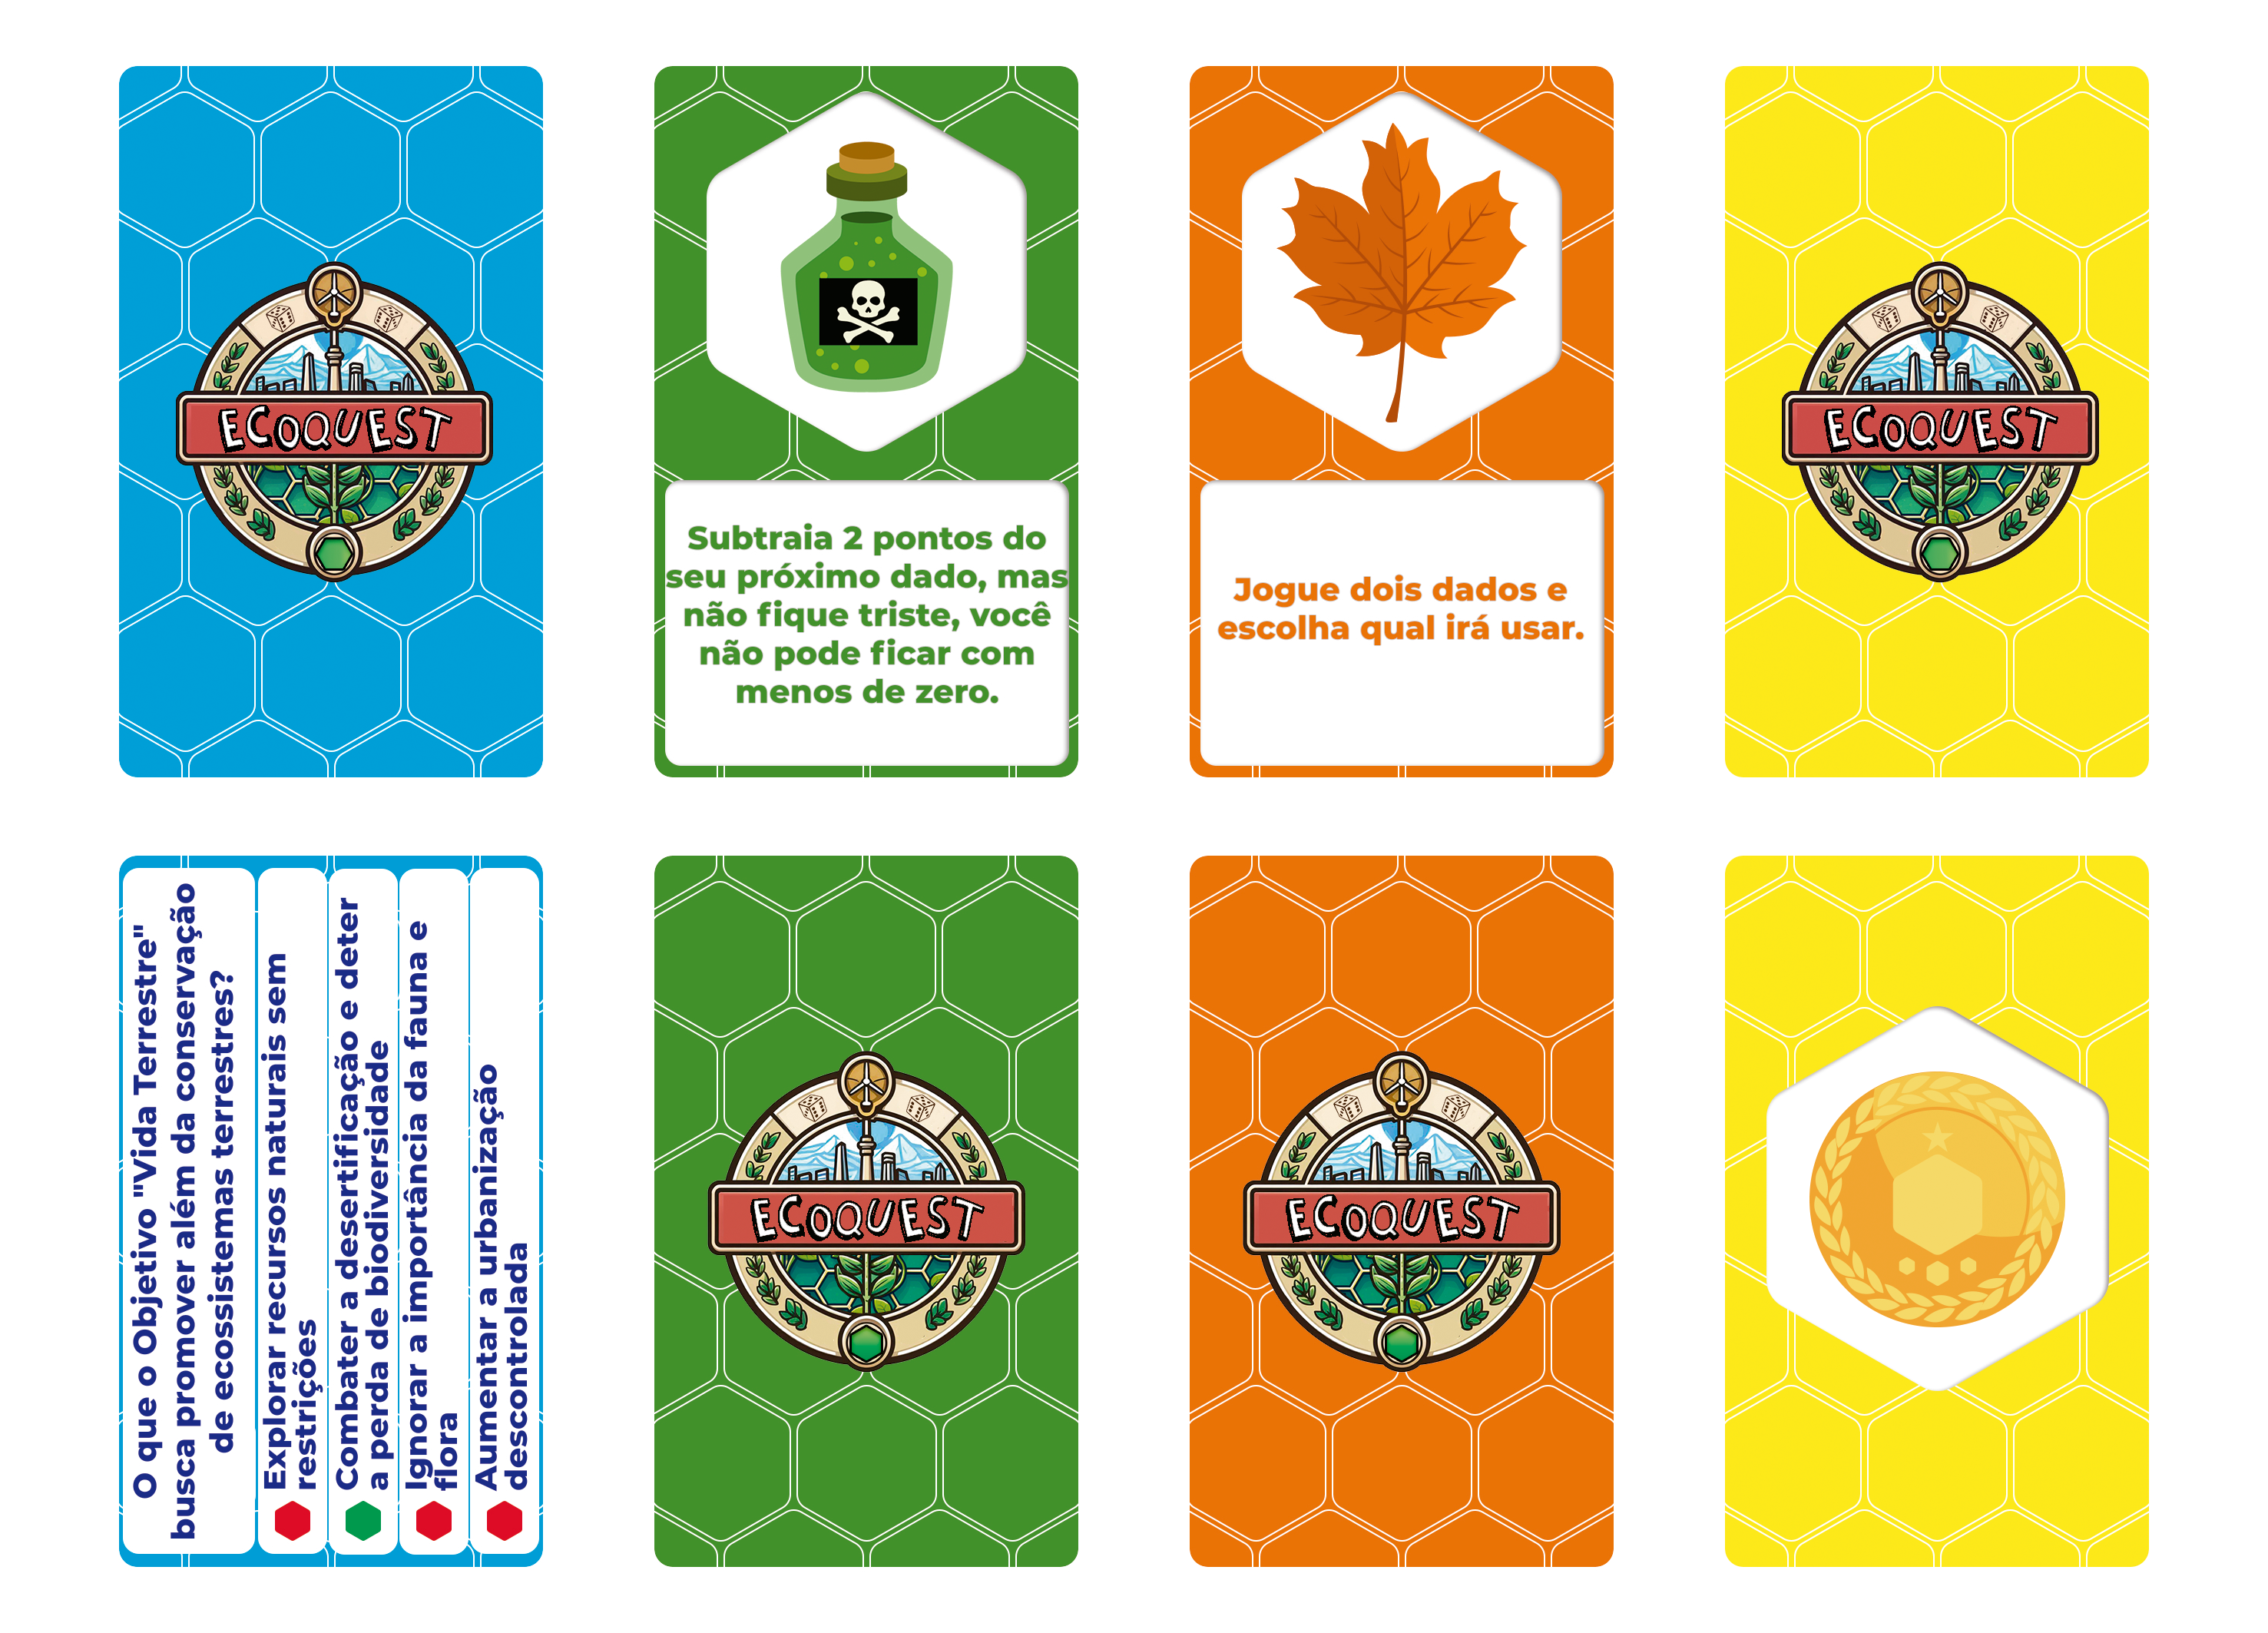 ECOQUEST
Subtraia 2 pontos do
seu próximo dado, mas
não fique triste, você
não pode ficar com
menos de zero.
Jogue dois dados e
escolha qual irá usar.
ECOQUEST
O que o Objetivo "Vida Terrestre"
busca promover além da conservação
de ecossistemas terrestres?
Explorar recursos naturais sem
restrições
Combater a desertificação e deter
a perda de biodiversidade
Ignorar a importância da fauna e
flora
Aumentar a urbanização
descontrolada
ECOQUEST
ECOQUEST